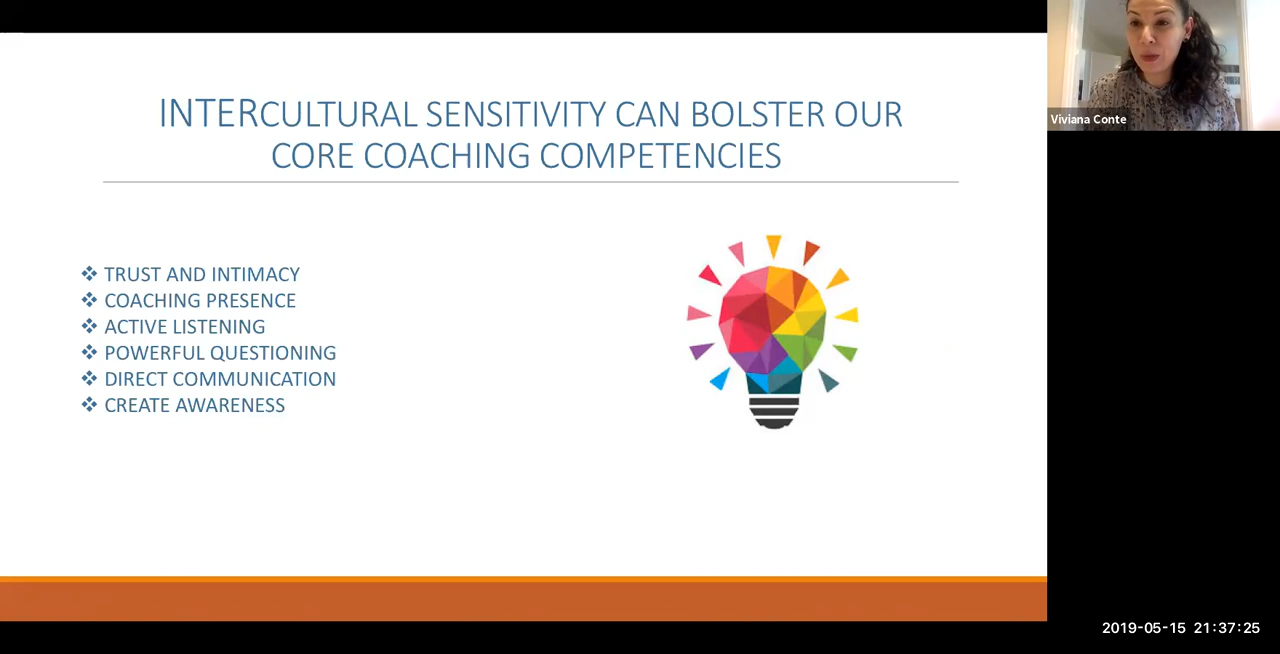 INTERCULTURAL SENSITIVITY CAN BOLSTER OUR
CORE COACHING COMPETENCIES
❖ TRUST AND INTIMACY
❖ COACHING PRESENCE
❖ ACTIVE LISTENING
❖ POWERFUL QUESTIONING
❖ DIRECT COMMUNICATION
❖ CREATE AWARENESS
Viviana Conte
2019-05-15 21:37:25